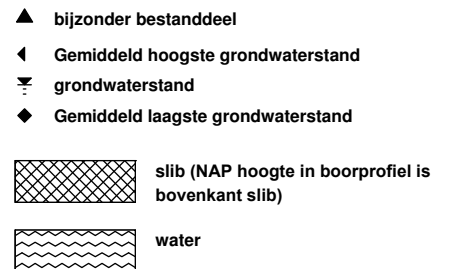 bijzonder bestanddeel
Gemiddeld hoogste grondwaterstand
grondwaterstand
Gemiddeld laagste grondwaterstand
slib (NAP hoogte in boorprofiel is
bovenkant slib)
water